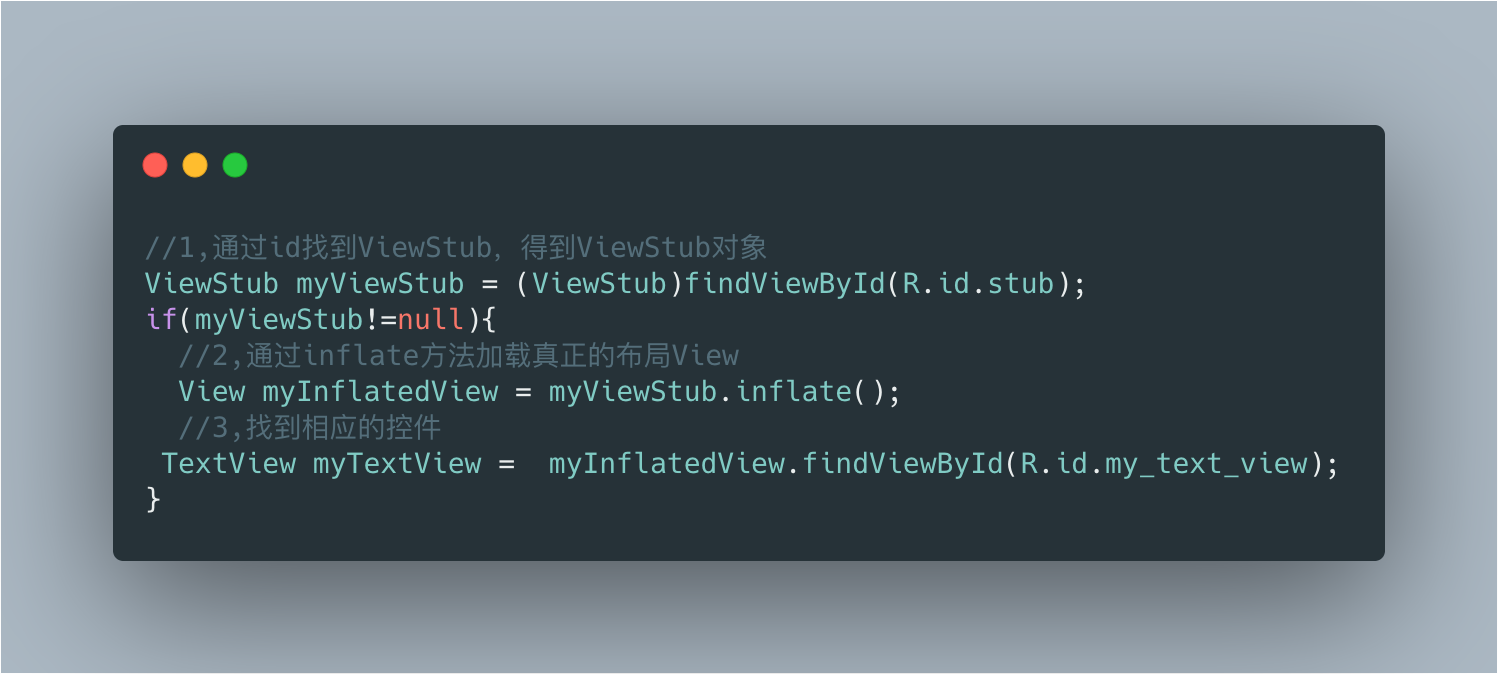 //1,通过id找到ViewStub，得到ViewStub对象
ViewStub myViewStub = (ViewStub)findViewById(R.id.stub);
if(myViewStub!=null){
  //2,通过inflate方法加载真正的布局View
  View myInflatedView = myViewStub.inflate();
  //3,找到相应的控件
 TextView myTextView =  myInflatedView.findViewById(R.id.my_text_view);
}